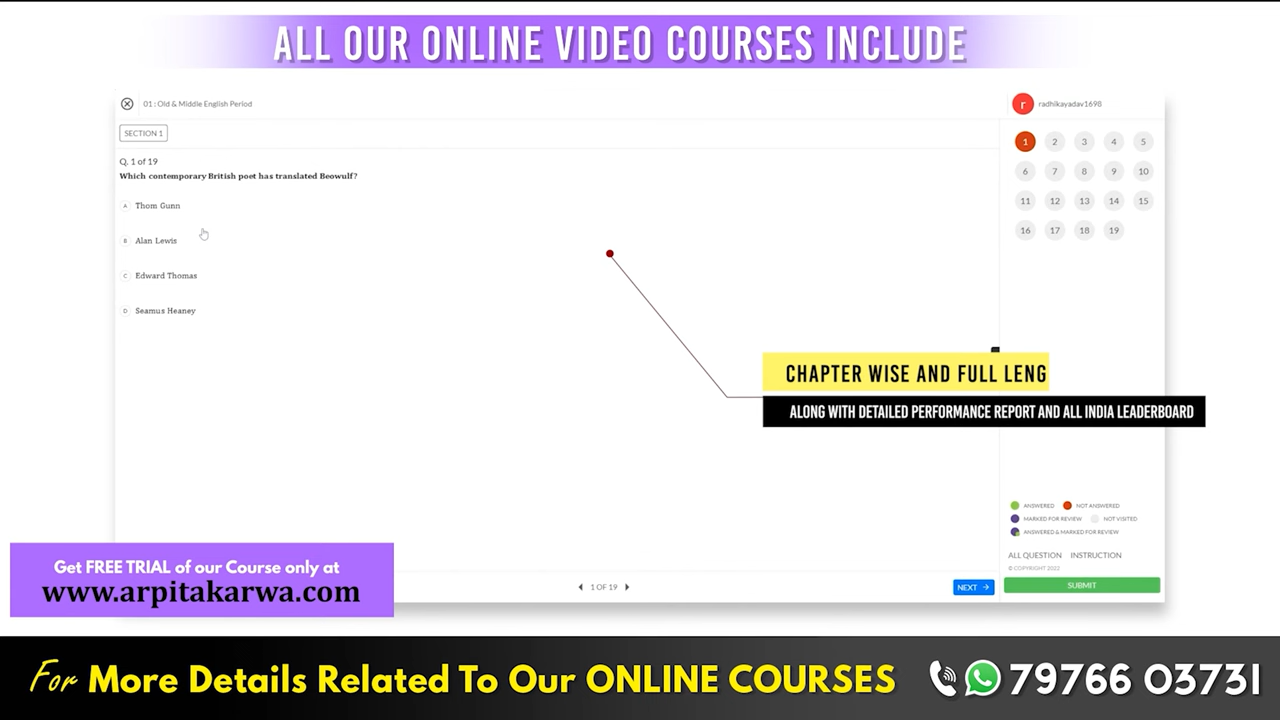 ALL OUR ONLINE VIDEO COURSES INCLUDE
01 : Old & Middle English Period
r radhikayadav1698
SECTION 1
1 2 3 4 5
6 7 8 9 10
11 12 13 14 15
16 17 18 19
Q. 1 of 19
Which contemporary British poet has translated Beowulf?
A Thom Gunn
B Alan Lewis
C Edward Thomas
D Seamus Heaney
CHAPTER WISE AND FULL LENG
ALONG WITH DETAILED PERFORMANCE REPORT AND ALL INDIA LEADERBOARD
ANSWERED NOT ANSWERED
MARKED FOR REVIEW NOT VISITED
ANSWERED & MARKED FOR REVIEW
ALL QUESTION INSTRUCTION
© COPYRIGHT 2022
SUBMIT
1 OF 19
NEXT
Get FREE TRIAL of our Course only at
www.arpitakarwa.com
For More Details Related To Our ONLINE COURSES 79766 03731